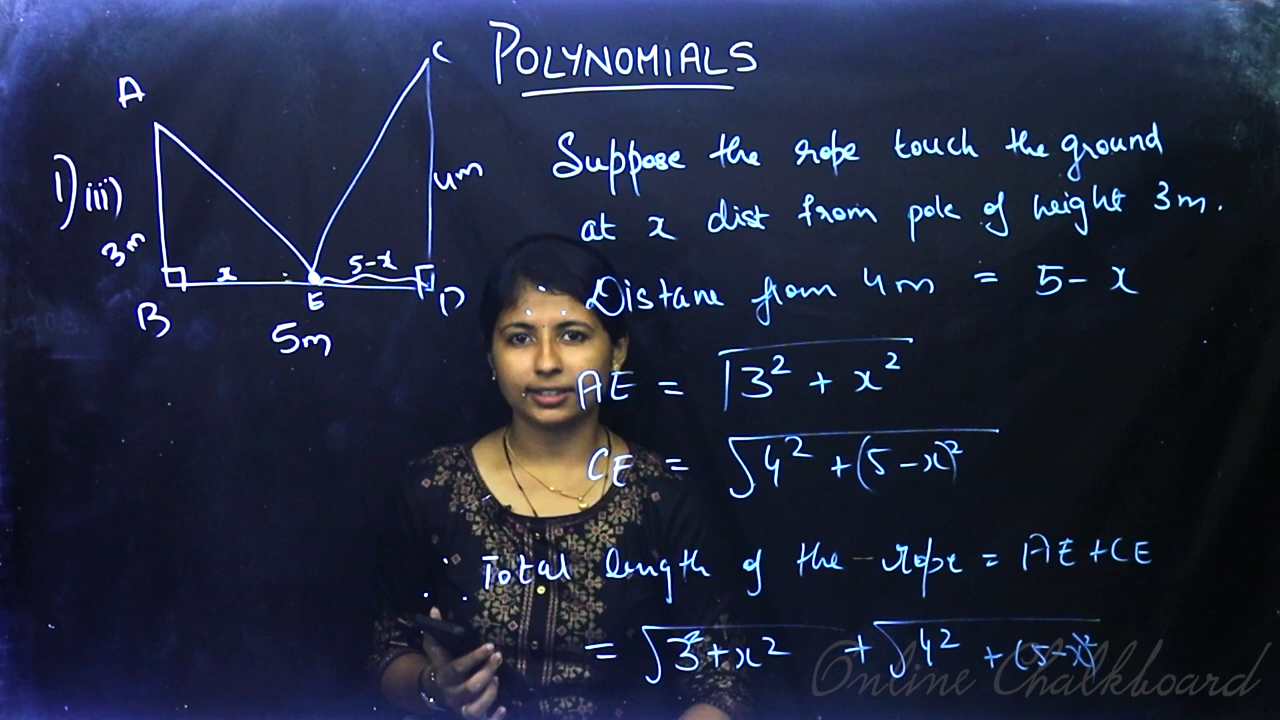 POLYNOMIALS
1) iii)
A
C
3m
4m
x
5-x
B
E
D
5m
Suppose the rope touch the ground
at x dist from pole of height 3m.
Distane from 4m = 5-x
AE = √3² + x²
CE = √4² + (5-x)²
∴ Total length of the rope = AE + CE
= √3² + x² + √4² + (5-x)²
Online Chalkboard